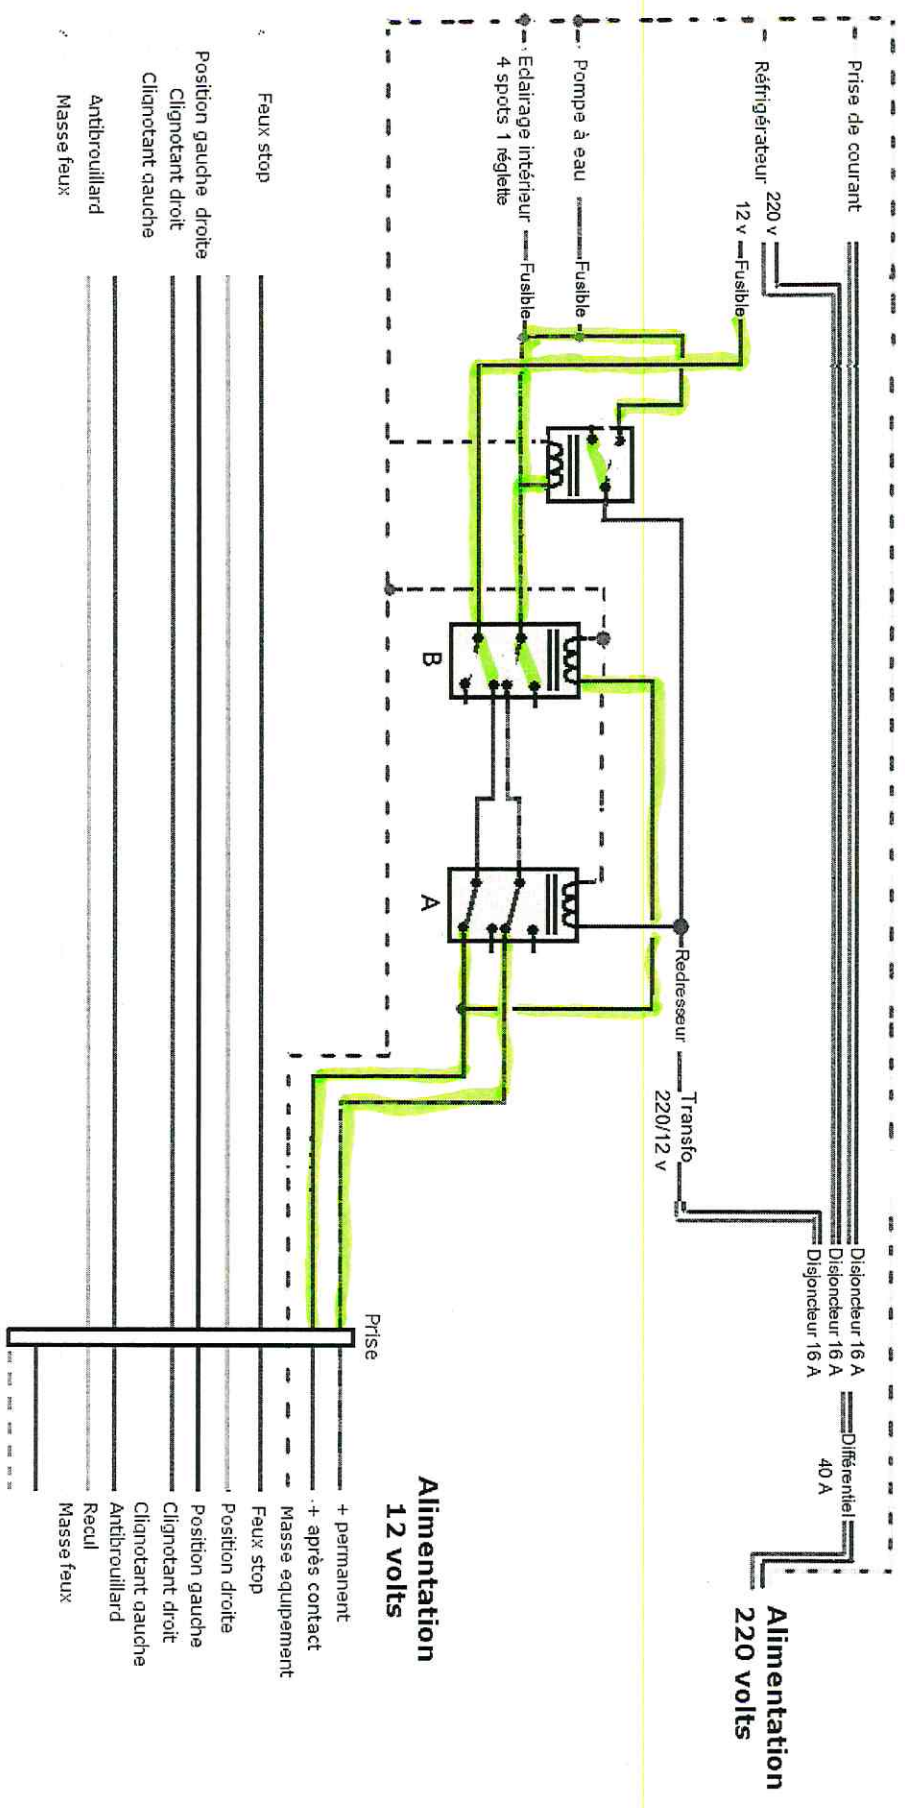 Prise de courant
Réfrigérateur
220 v
12 v
Fusible
Pompe à eau
Fusible
Eclairage intérieur
4 spots 1 réglette
Fusible
B
A
Redresseur
Transfo
220/12 v
Disjoncteur 16 A
Disjoncteur 16 A
Disjoncteur 16 A
Différentiel
40 A
Alimentation
220 volts
Alimentation
12 volts
Prise
+ permanent
+ après contact
Masse equipement
Feux stop
Position droite
Position gauche
Clignotant droit
Clignotant gauche
Antibrouillard
Recul
Masse feux
Feux stop
Position gauche droite
Clignotant droit
Clignotant gauche
Antibrouillard
Masse feux